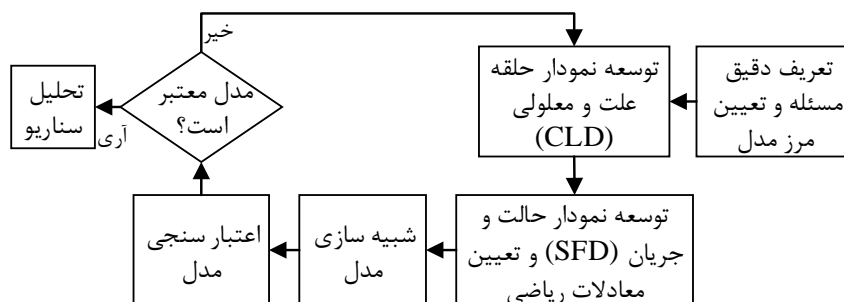 تعریف دقیق
مسئله و تعیین
مرز مدل
توسعه نمودار حلقه
علت و معلولی
(CLD)
توسعه نمودار حالت و
جریان (SFD) و تعیین
معادلات ریاضی
شبیه سازی
مدل
اعتبار سنجی
مدل
مدل معتبر
است؟
خیر
آری
تحلیل
سناریو